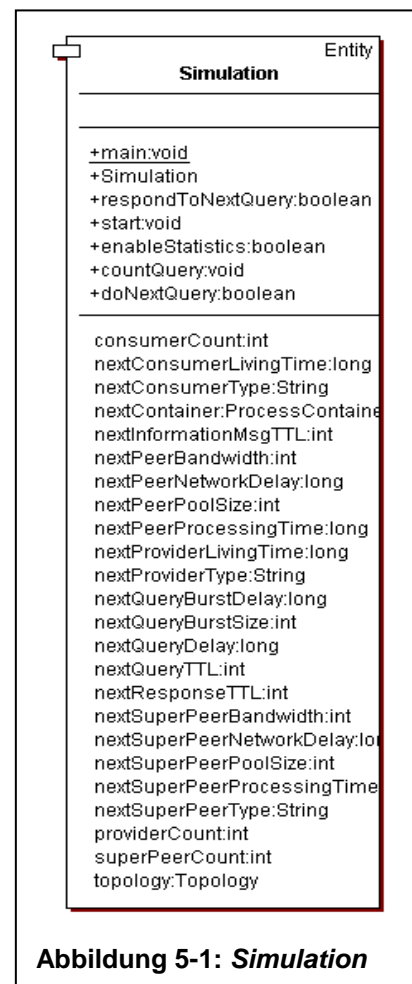 Entity
Simulation
+main:void
+Simulation
+respondToNextQuery:boolean
+start:void
+enableStatistics:boolean
+countQuery:void
+doNextQuery:boolean
consumerCount:int
nextConsumerLivingTime:long
nextConsumerType:String
nextContainer:ProcessContaine
nextInformationMsgTTL:int
nextPeerBandwidth:int
nextPeerNetworkDelay:long
nextPeerPoolSize:int
nextPeerProcessingTime:long
nextProviderLivingTime:long
nextProviderType:String
nextQueryBurstDelay:long
nextQueryBurstSize:int
nextQueryDelay:long
nextQueryTTL:int
nextResponseTTL:int
nextSuperPeerBandwidth:int
nextSuperPeerNetworkDelay:lo
nextSuperPeerPoolSize:int
nextSuperPeerProcessingTime
nextSuperPeerType:String
providerCount:int
superPeerCount:int
topology:Topology
Abbildung 5-1: Simulation